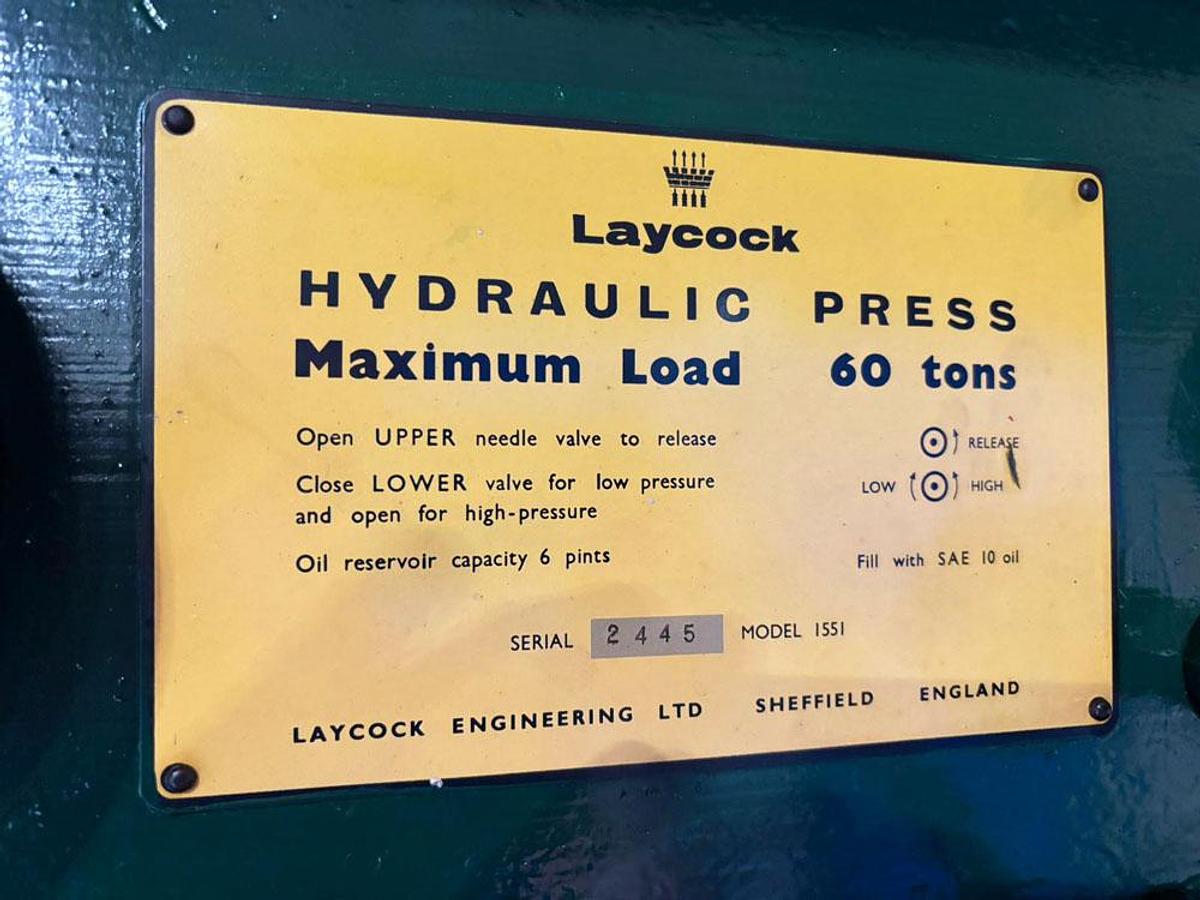 Laycock
HYDRAULIC PRESS
Maximum Load 60 tons
Open UPPER needle valve to release RELEASE
Close LOWER valve for low pressure LOW HIGH
and open for high-pressure
Oil reservoir capacity 6 pints Fill with SAE 10 oil
SERIAL 2445 MODEL 1551
LAYCOCK ENGINEERING LTD SHEFFIELD ENGLAND